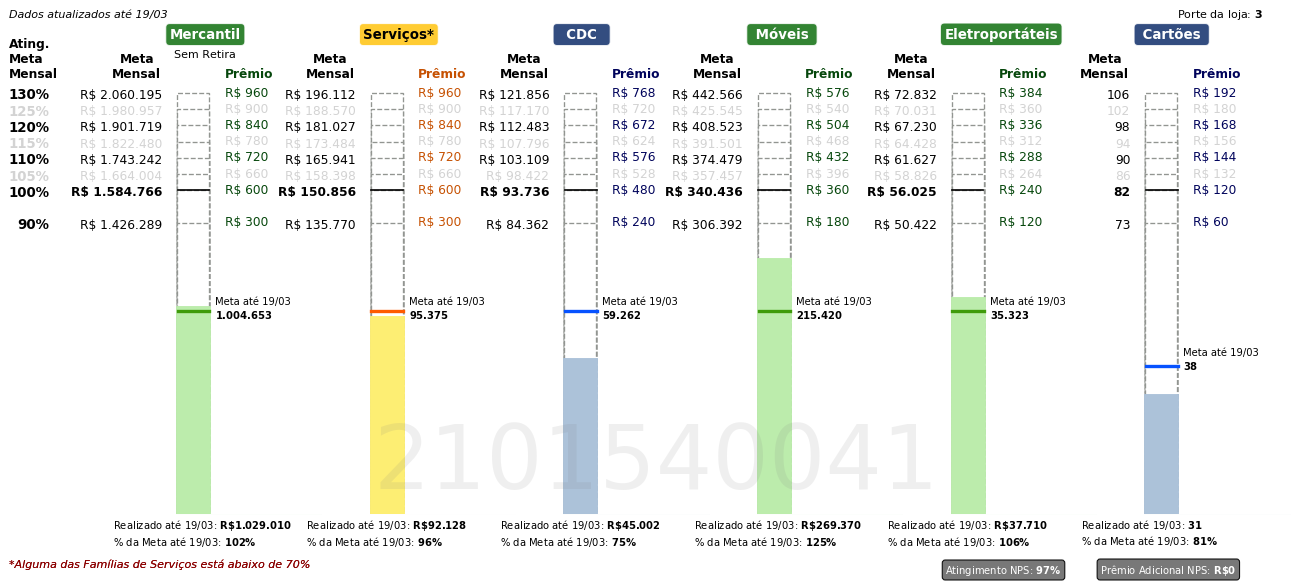 Dados atualizados até 19/03 Porte da loja: 3
Mercantil Serviços* CDC Móveis Eletroportáteis Cartões
Sem Retira
Ating. Meta Mensal Meta Mensal Prêmio Meta Mensal Prêmio Meta Mensal Prêmio Meta Mensal Prêmio Meta Mensal Prêmio Meta Mensal Prêmio
130% R$ 2.060.195 R$ 960 R$ 196.112 R$ 960 R$ 121.856 R$ 768 R$ 442.566 R$ 576 R$ 72.832 R$ 384 106 R$ 192
125% R$ 1.980.957 R$ 900 R$ 188.570 R$ 900 R$ 117.170 R$ 720 R$ 425.545 R$ 540 R$ 70.031 R$ 360 102 R$ 180
120% R$ 1.901.719 R$ 840 R$ 181.027 R$ 840 R$ 112.483 R$ 672 R$ 408.523 R$ 504 R$ 67.230 R$ 336 98 R$ 168
115% R$ 1.822.480 R$ 780 R$ 173.484 R$ 780 R$ 107.796 R$ 624 R$ 391.501 R$ 468 R$ 64.428 R$ 312 94 R$ 156
110% R$ 1.743.242 R$ 720 R$ 165.941 R$ 720 R$ 103.109 R$ 576 R$ 374.479 R$ 432 R$ 61.627 R$ 288 90 R$ 144
105% R$ 1.664.004 R$ 660 R$ 158.398 R$ 660 R$ 98.422 R$ 528 R$ 357.457 R$ 396 R$ 58.826 R$ 264 86 R$ 132
100% R$ 1.584.766 R$ 600 R$ 150.856 R$ 600 R$ 93.736 R$ 480 R$ 340.436 R$ 360 R$ 56.025 R$ 240 82 R$ 120
90% R$ 1.426.289 R$ 300 R$ 135.770 R$ 300 R$ 84.362 R$ 240 R$ 306.392 R$ 180 R$ 50.422 R$ 120 73 R$ 60
Meta até 19/03 Meta até 19/03 Meta até 19/03 Meta até 19/03 Meta até 19/03
1.004.653 95.375 59.262 215.420 35.323
Meta até 19/03
38
2101540041
Realizado até 19/03: R$1.029.010 Realizado até 19/03: R$92.128 Realizado até 19/03: R$45.002 Realizado até 19/03: R$269.370 Realizado até 19/03: R$37.710 Realizado até 19/03: 31
% da Meta até 19/03: 102% % da Meta até 19/03: 96% % da Meta até 19/03: 75% % da Meta até 19/03: 125% % da Meta até 19/03: 106% % da Meta até 19/03: 81%
*Alguma das Famílias de Serviços está abaixo de 70% Atingimento NPS: 97% Prêmio Adicional NPS: R$0